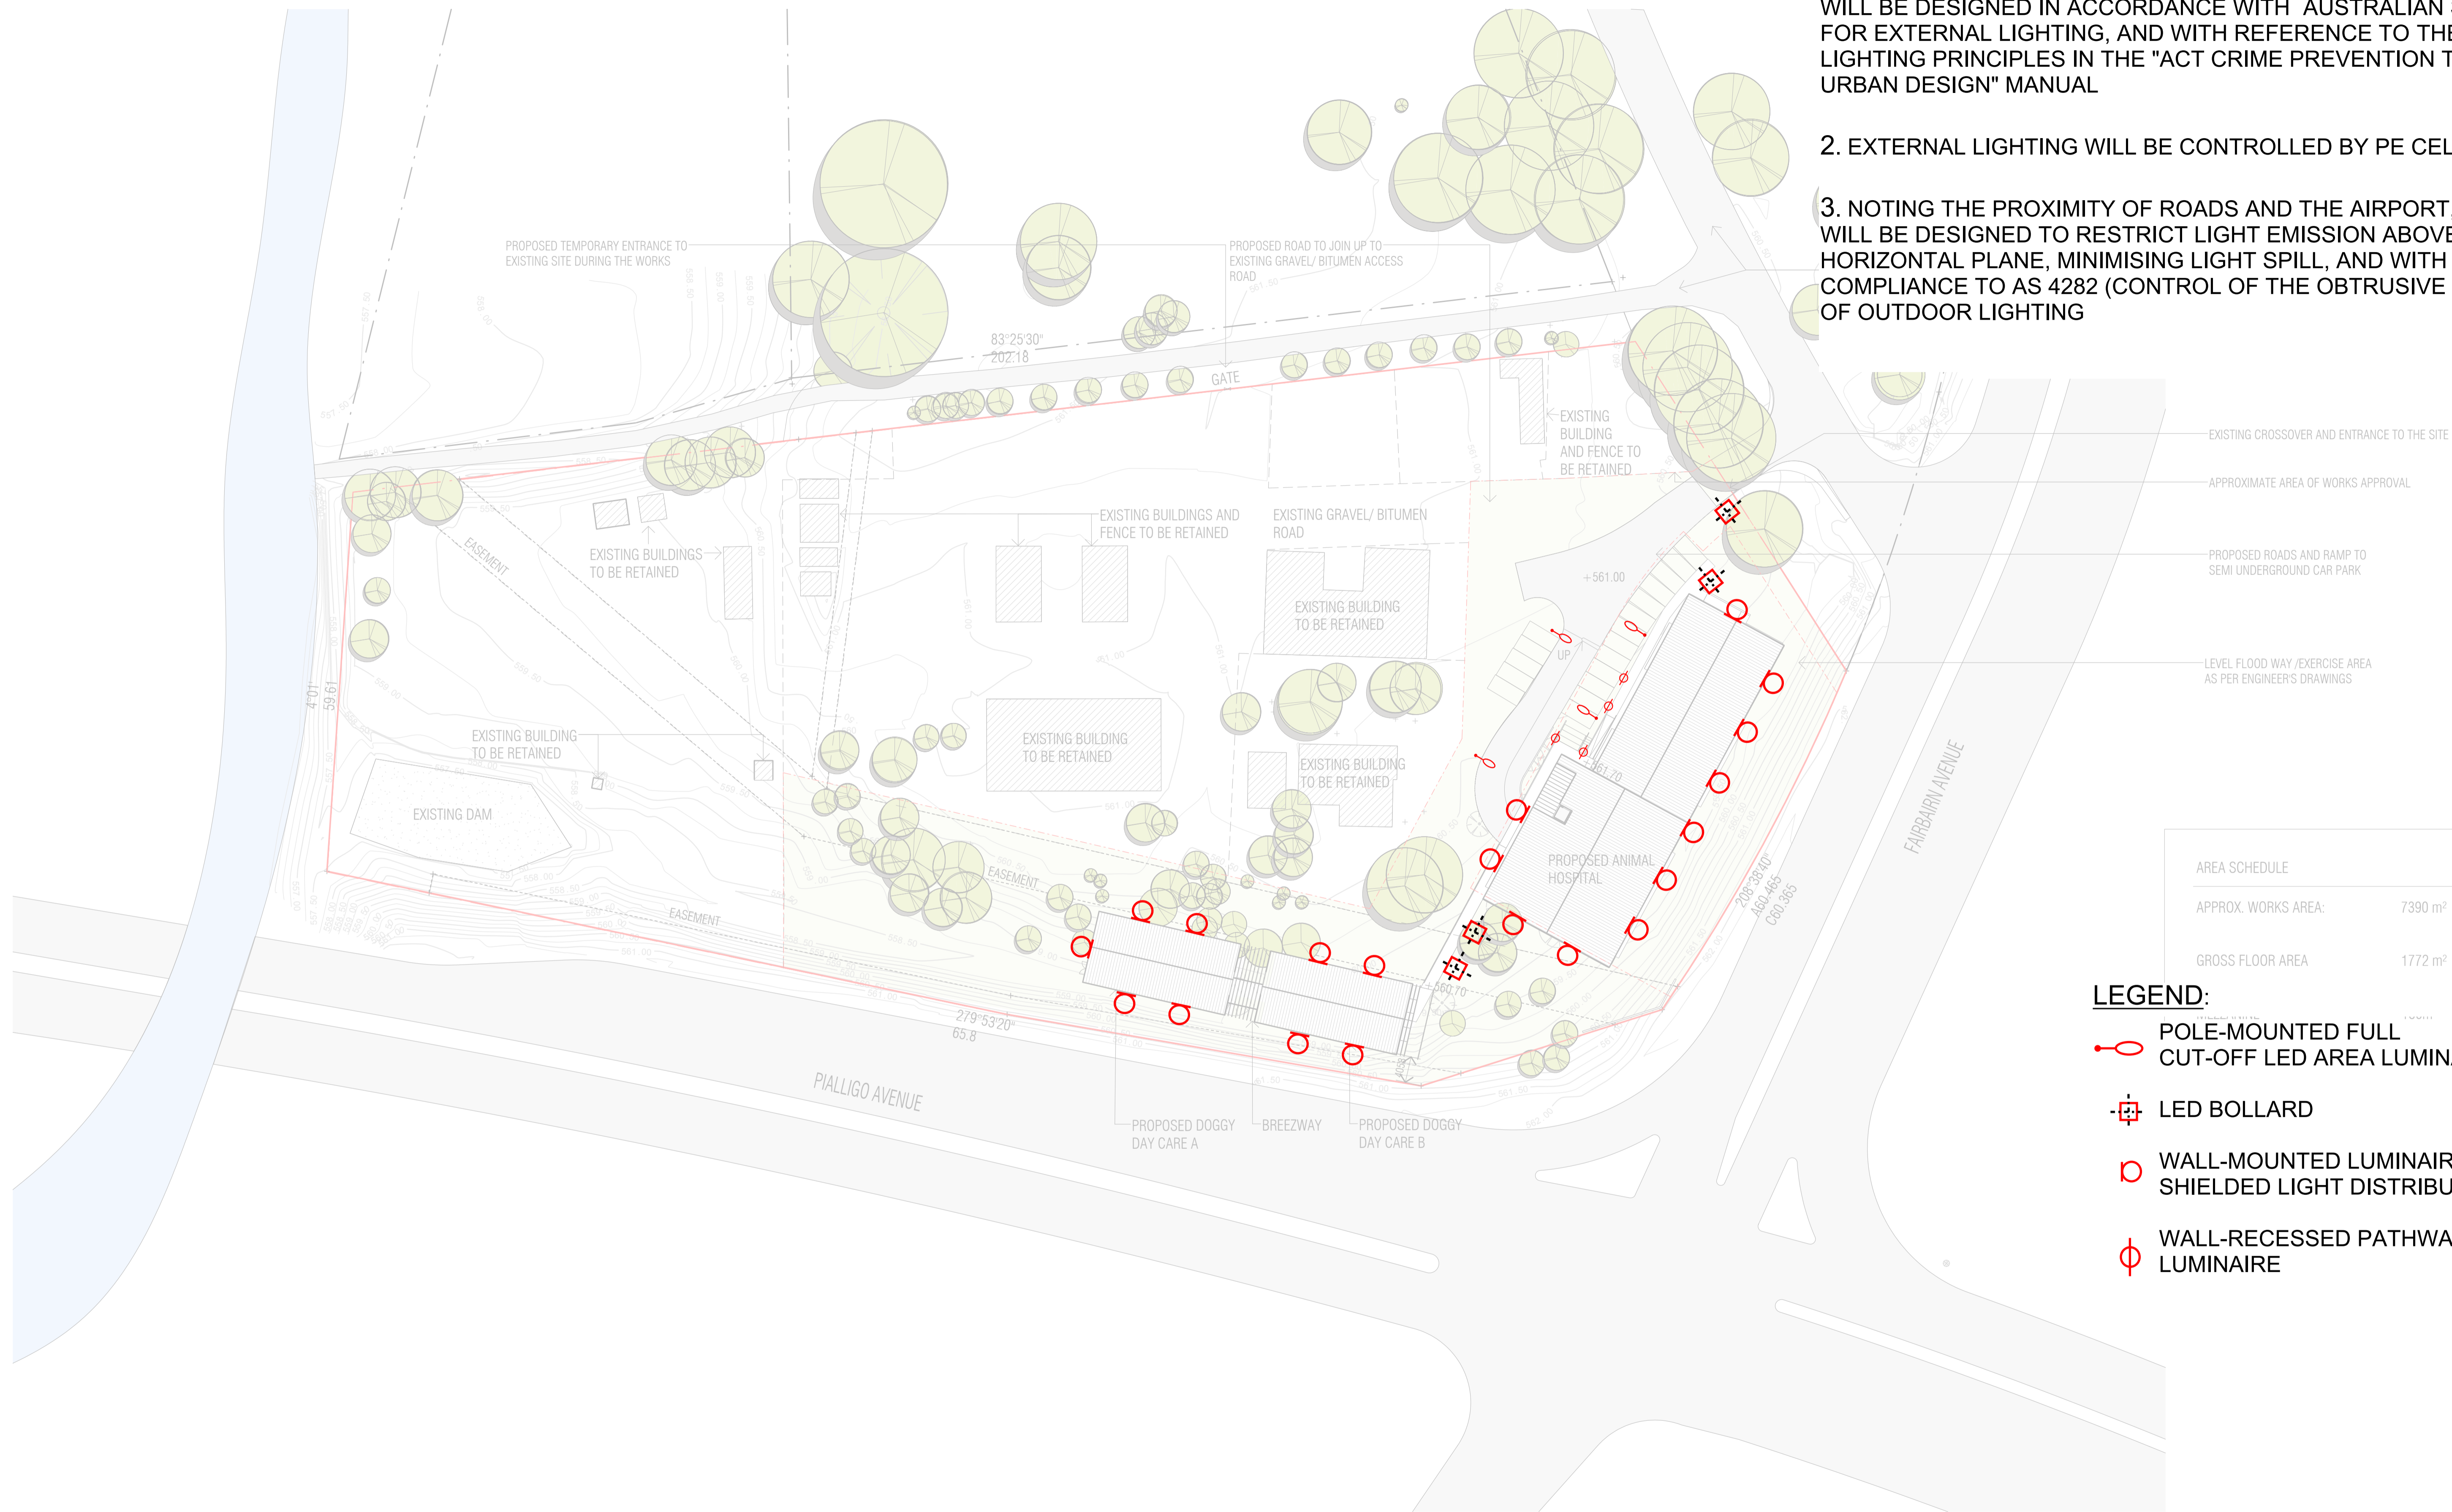 WILL BE DESIGNED IN ACCORDANCE WITH AUSTRALIAN
FOR EXTERNAL LIGHTING, AND WITH REFERENCE TO THE
LIGHTING PRINCIPLES IN THE "ACT CRIME PREVENTION T
URBAN DESIGN" MANUAL
2. EXTERNAL LIGHTING WILL BE CONTROLLED BY PE CEL
3. NOTING THE PROXIMITY OF ROADS AND THE AIRPORT,
WILL BE DESIGNED TO RESTRICT LIGHT EMISSION ABOVE
HORIZONTAL PLANE, MINIMISING LIGHT SPILL, AND WITH
COMPLIANCE TO AS 4282 (CONTROL OF THE OBTRUSIVE
OF OUTDOOR LIGHTING
PROPOSED TEMPORARY ENTRANCE TO
EXISTING SITE DURING THE WORKS
PROPOSED ROAD TO JOIN UP TO
EXISTING GRAVEL/ BITUMEN ACCESS
ROAD
83°25'30"
202.18
GATE
EXISTING
BUILDING
AND FENCE TO
BE RETAINED
EXISTING CROSSOVER AND ENTRANCE TO THE SITE
APPROXIMATE AREA OF WORKS APPROVAL
PROPOSED ROADS AND RAMP TO
SEMI UNDERGROUND CAR PARK
LEVEL FLOOD WAY /EXERCISE AREA
AS PER ENGINEER'S DRAWINGS
EASEMENT
EXISTING BUILDINGS
TO BE RETAINED
EXISTING BUILDINGS AND
FENCE TO BE RETAINED
EXISTING GRAVEL/ BITUMEN
ROAD
+561.00
EXISTING BUILDING
TO BE RETAINED
UP
4°01'
59.61
EXISTING BUILDING
TO BE RETAINED
EXISTING BUILDING
TO BE RETAINED
EXISTING BUILDING
TO BE RETAINED
+561.70
EXISTING DAM
FAIRBAIRN AVENUE
PROPOSED ANIMAL
HOSPITAL
EASEMENT
EASEMENT
208°38'40"
A60.465
C60.365
+560.70
279°53'20"
65.8
PIALLIGO AVENUE
PROPOSED DOGGY
DAY CARE A
BREEZWAY
PROPOSED DOGGY
DAY CARE B
AREA SCHEDULE
APPROX. WORKS AREA: 7390 m²
GROSS FLOOR AREA 1772 m²
LEGEND:
POLE-MOUNTED FULL
CUT-OFF LED AREA LUMINA
LED BOLLARD
WALL-MOUNTED LUMINAIR
SHIELDED LIGHT DISTRIBU
WALL-RECESSED PATHWA
LUMINAIRE